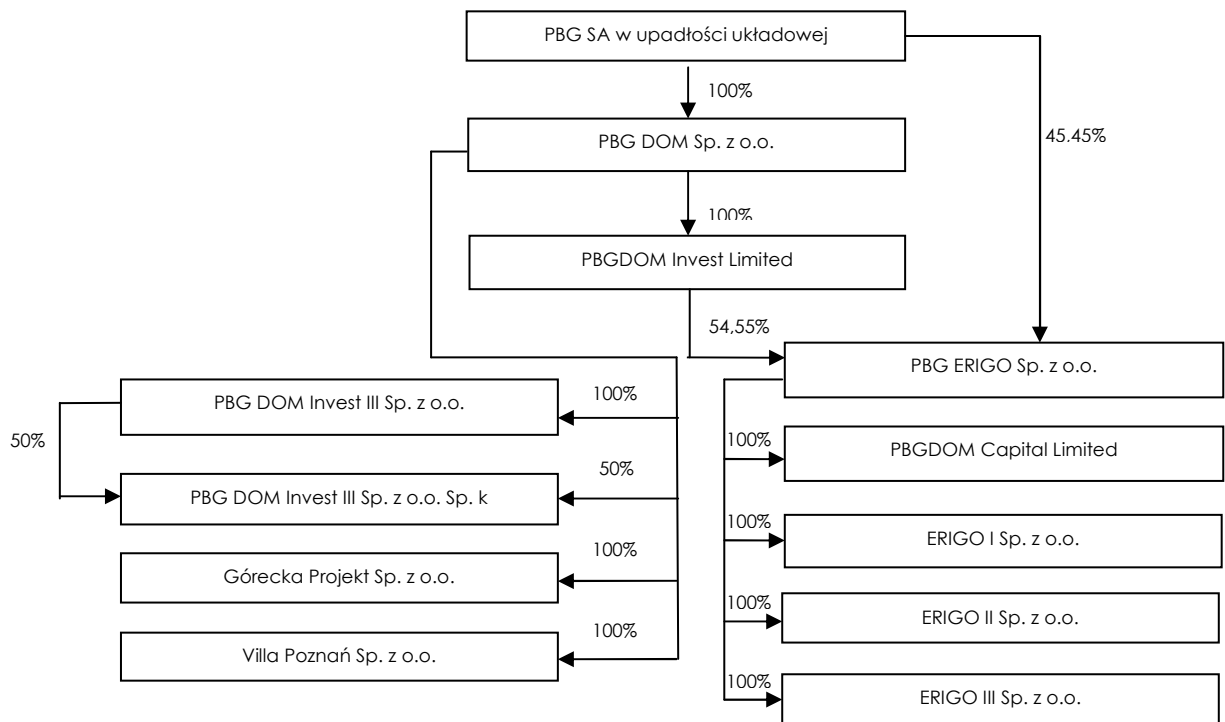 PBG SA w upadłości układowej
100%
PBG DOM Sp. z o.o.
45,45%
100%
PBGDOM Invest Limited
54,55%
PBG ERIGO Sp. z o.o.
PBG DOM Invest III Sp. z o.o.
100%
50%
100%
PBGDOM Capital Limited
50%
PBG DOM Invest III Sp. z o.o. Sp. k
100%
ERIGO I Sp. z o.o.
100%
Górecka Projekt Sp. z o.o.
100%
ERIGO II Sp. z o.o.
100%
Villa Poznań Sp. z o.o.
100%
ERIGO III Sp. z o.o.